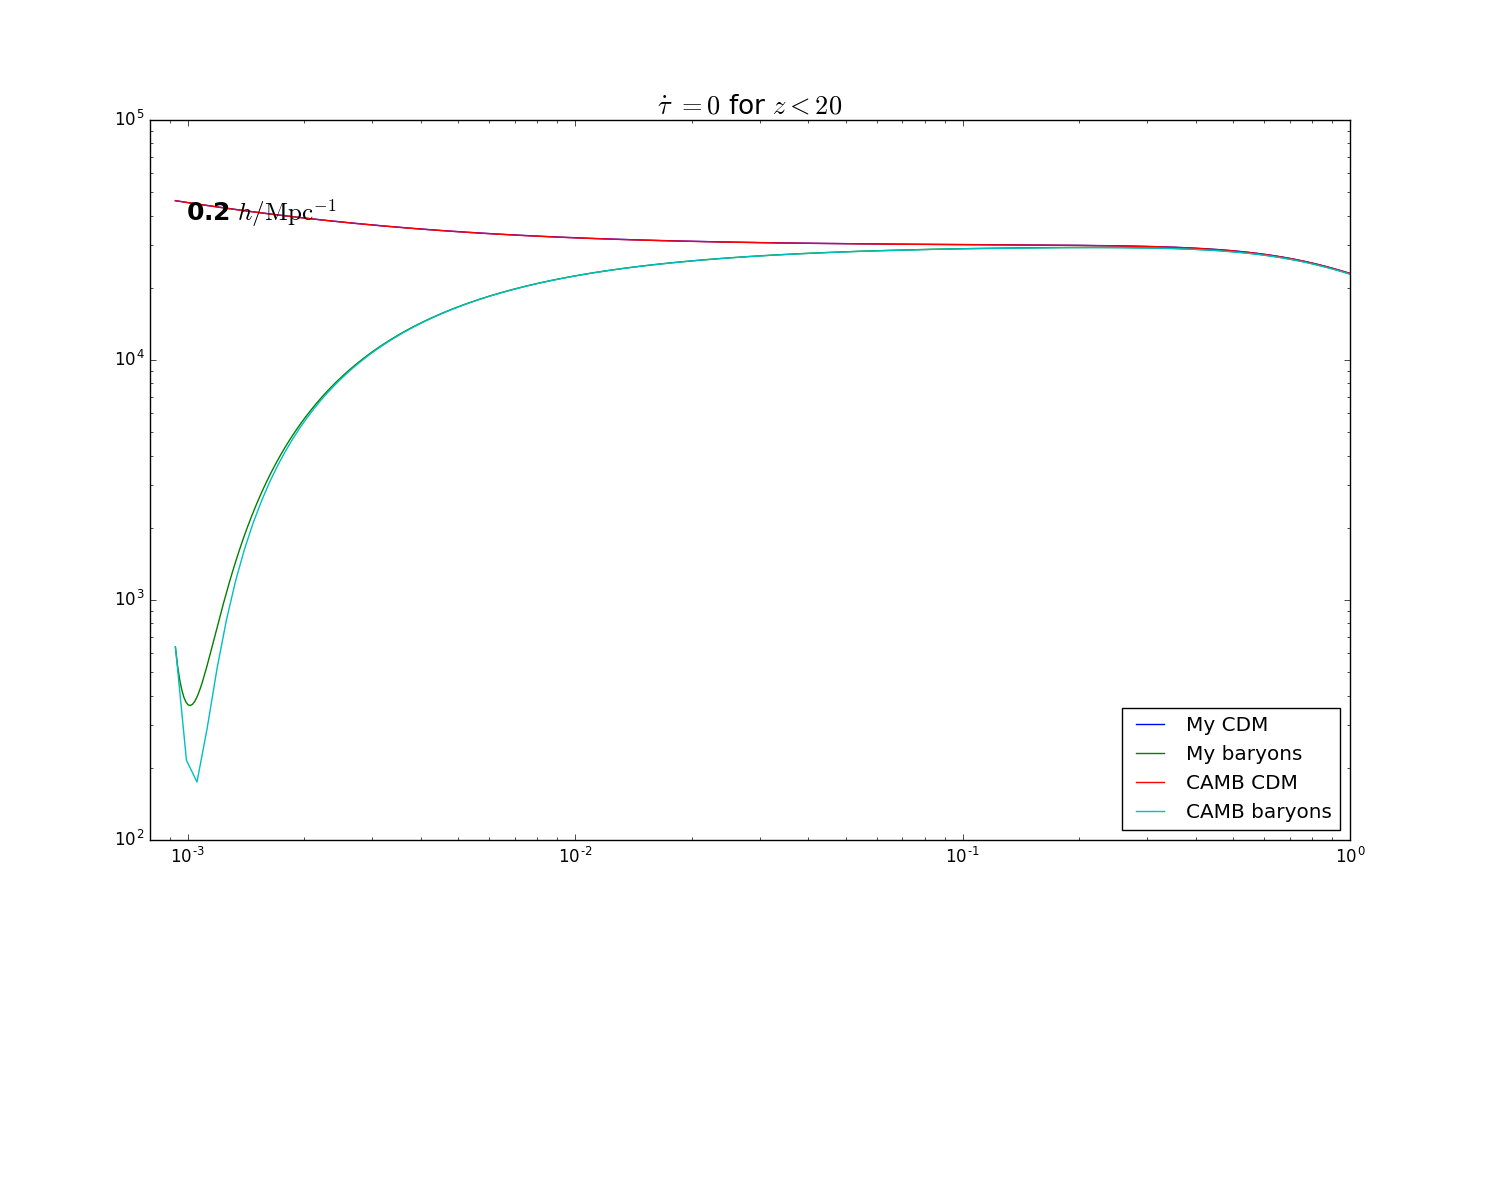 τ̇ = 0 for z < 20
10^5
0.2 h/Mpc^−1
10^4
10^3
My CDM
My baryons
CAMB CDM
CAMB baryons
10^2
10^-3 10^-2 10^-1 10^0